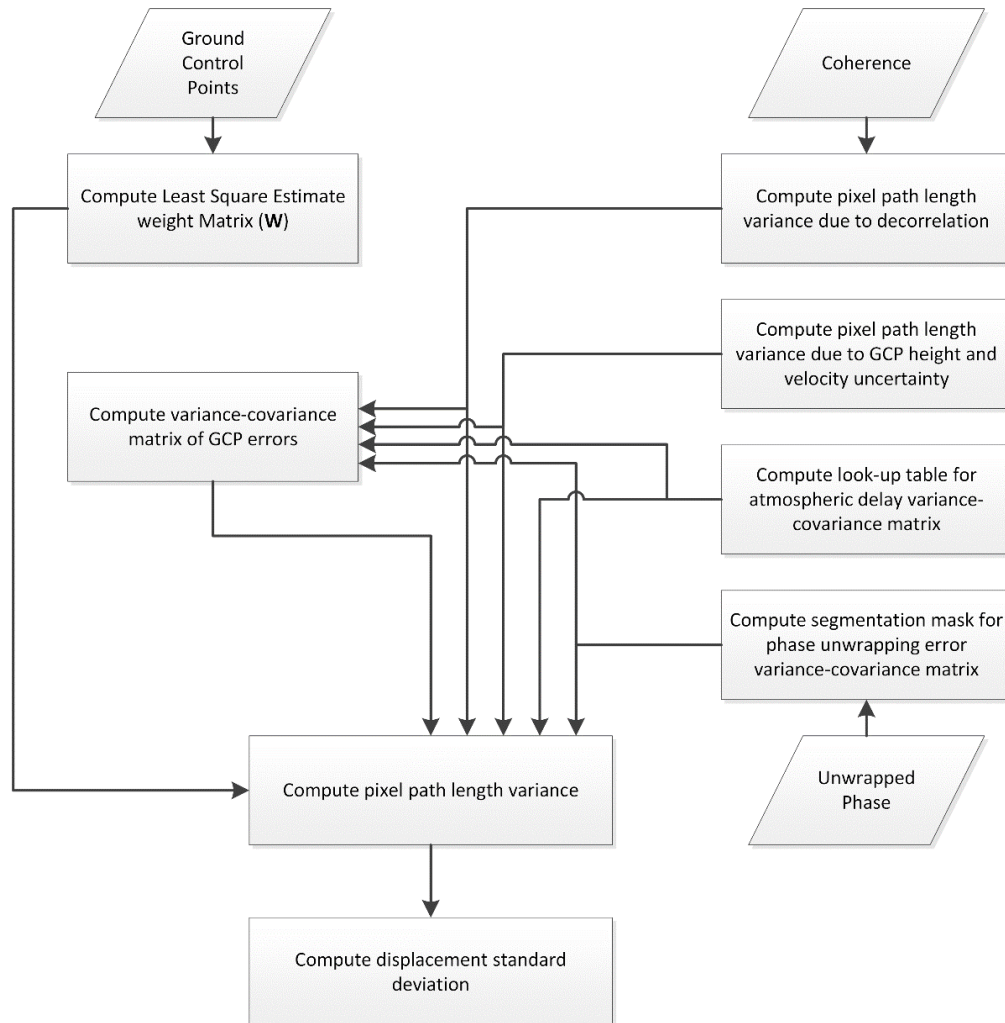 Ground
Control
Points
Coherence
Compute Least Square Estimate
weight Matrix (W)
Compute pixel path length
variance due to decorrelation
Compute pixel path length
variance due to GCP height and
velocity uncertainty
Compute variance-covariance
matrix of GCP errors
Compute look-up table for
atmospheric delay variance-
covariance matrix
Compute segmentation mask for
phase unwrapping error
variance-covariance matrix
Compute pixel path length variance
Unwrapped
Phase
Compute displacement standard
deviation